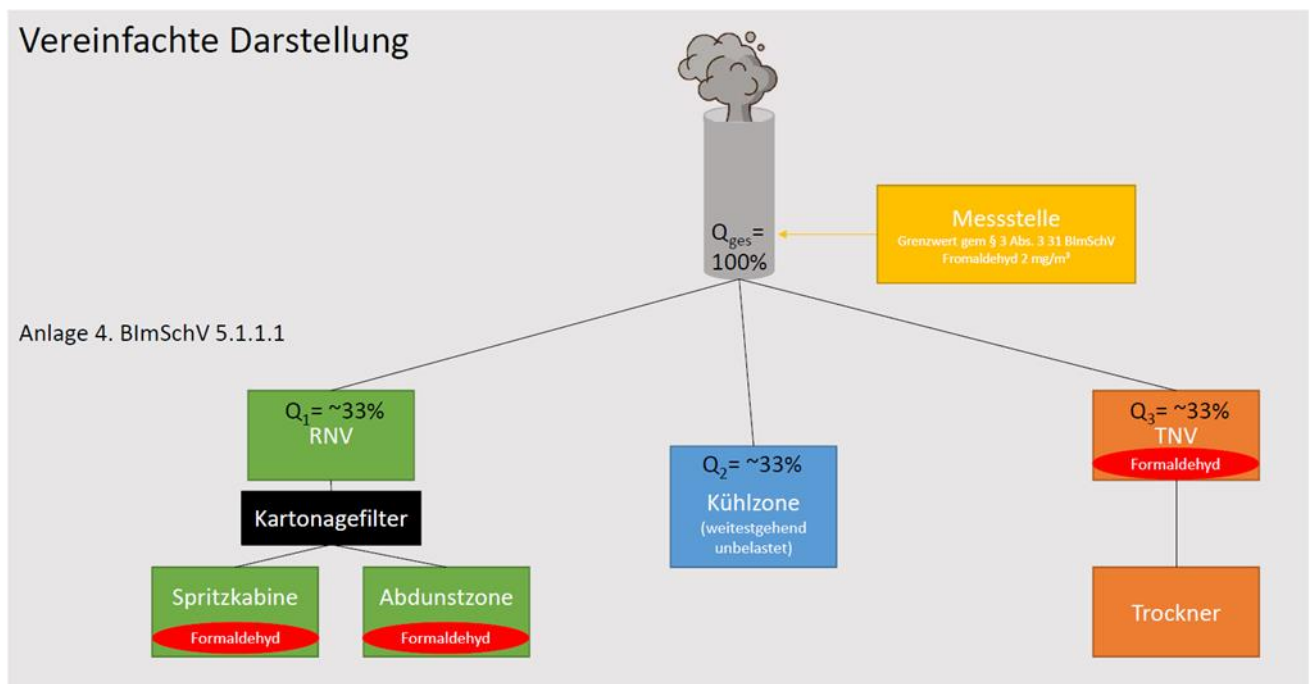 Vereinfachte Darstellung
Q_ges=
100%
Messstelle
Grenzwert gem § 3 Abs. 3 31 BImSchV
Fromaldehyd 2 mg/m³
Anlage 4. BImSchV 5.1.1.1
Q₁= ~33%
RNV
Kartonagefilter
Spritzkabine
Formaldehyd
Abdunstzone
Formaldehyd
Q₂= ~33%
Kühlzone
(weitestgehend
unbelastet)
Q₃= ~33%
TNV
Formaldehyd
Trockner